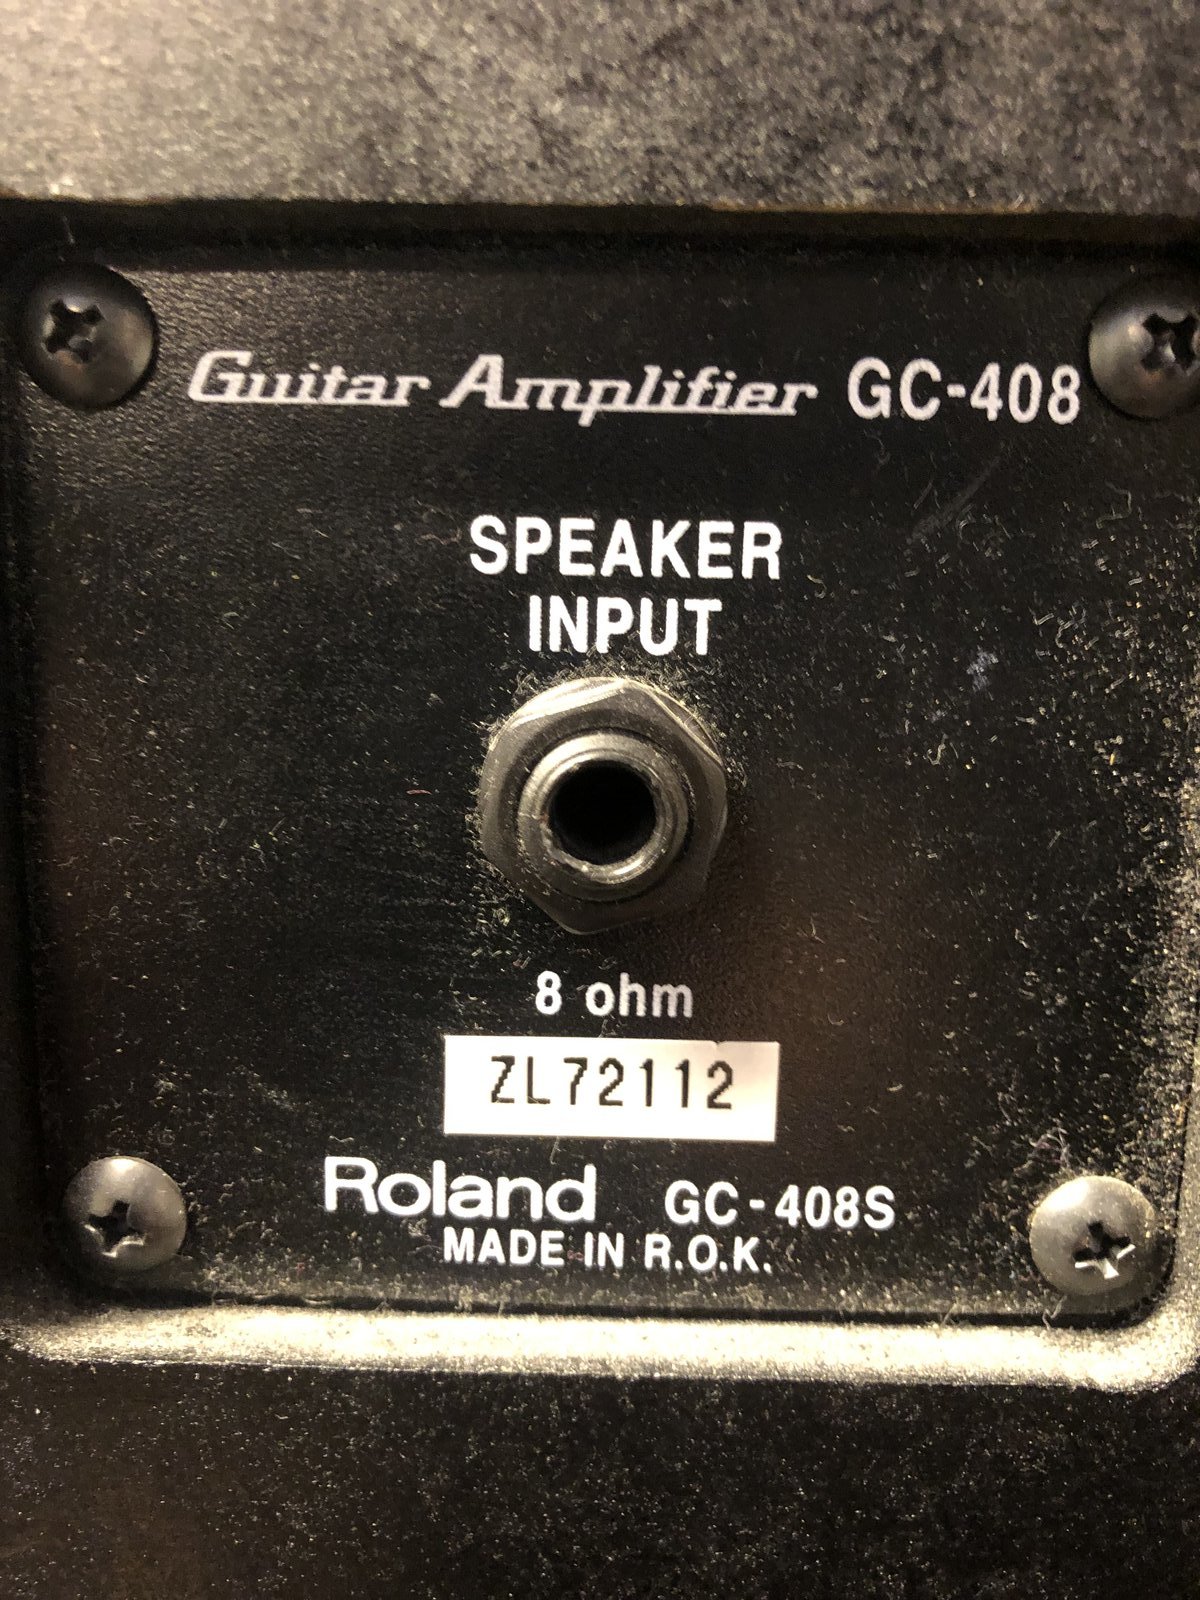 Guitar Amplifier GC-408
SPEAKER
INPUT
8 ohm
ZL72112
Roland GC-408S
MADE IN R.O.K.